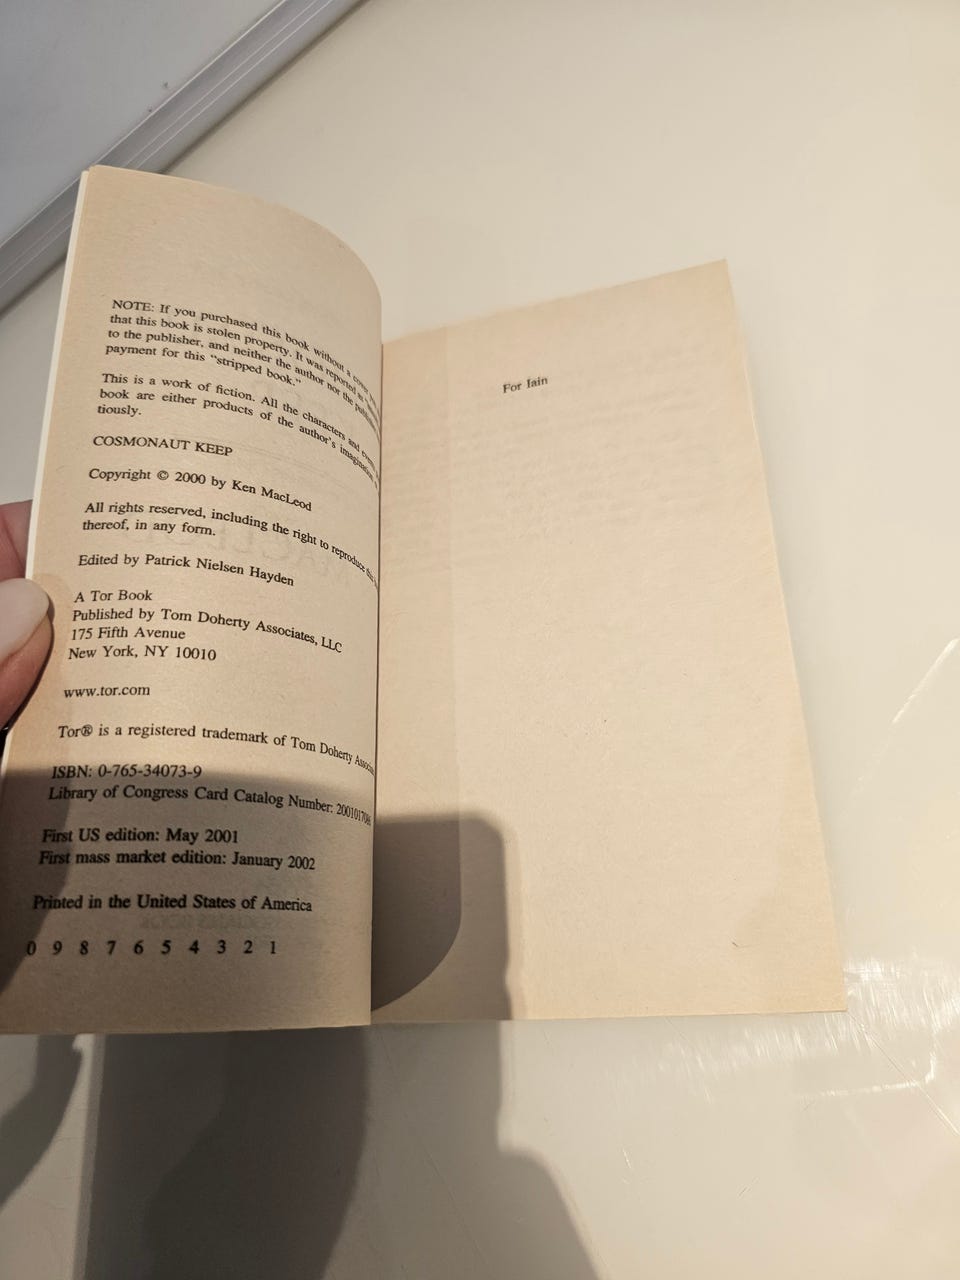 NOTE: If you purchased this book without a cover you
that this book is stolen property. It was reported as
to the publisher, and neither the author nor the publisher
payment for this "stripped book."
This is a work of fiction. All the characters and events
book are either products of the author's imagination
tiously.
COSMONAUT KEEP
Copyright © 2000 by Ken MacLeod
All rights reserved, including the right to reproduce this
thereof, in any form.
Edited by Patrick Nielsen Hayden
A Tor Book
Published by Tom Doherty Associates, LLC
175 Fifth Avenue
New York, NY 10010
www.tor.com
Tor® is a registered trademark of Tom Doherty
ISBN: 0-765-34073-9
Library of Congress Card Catalog Number:
First US edition: May 2001
First mass market edition: January 2002
Printed in the United States of America
0 9 8 7 6 5 4 3 2 1
For Iain